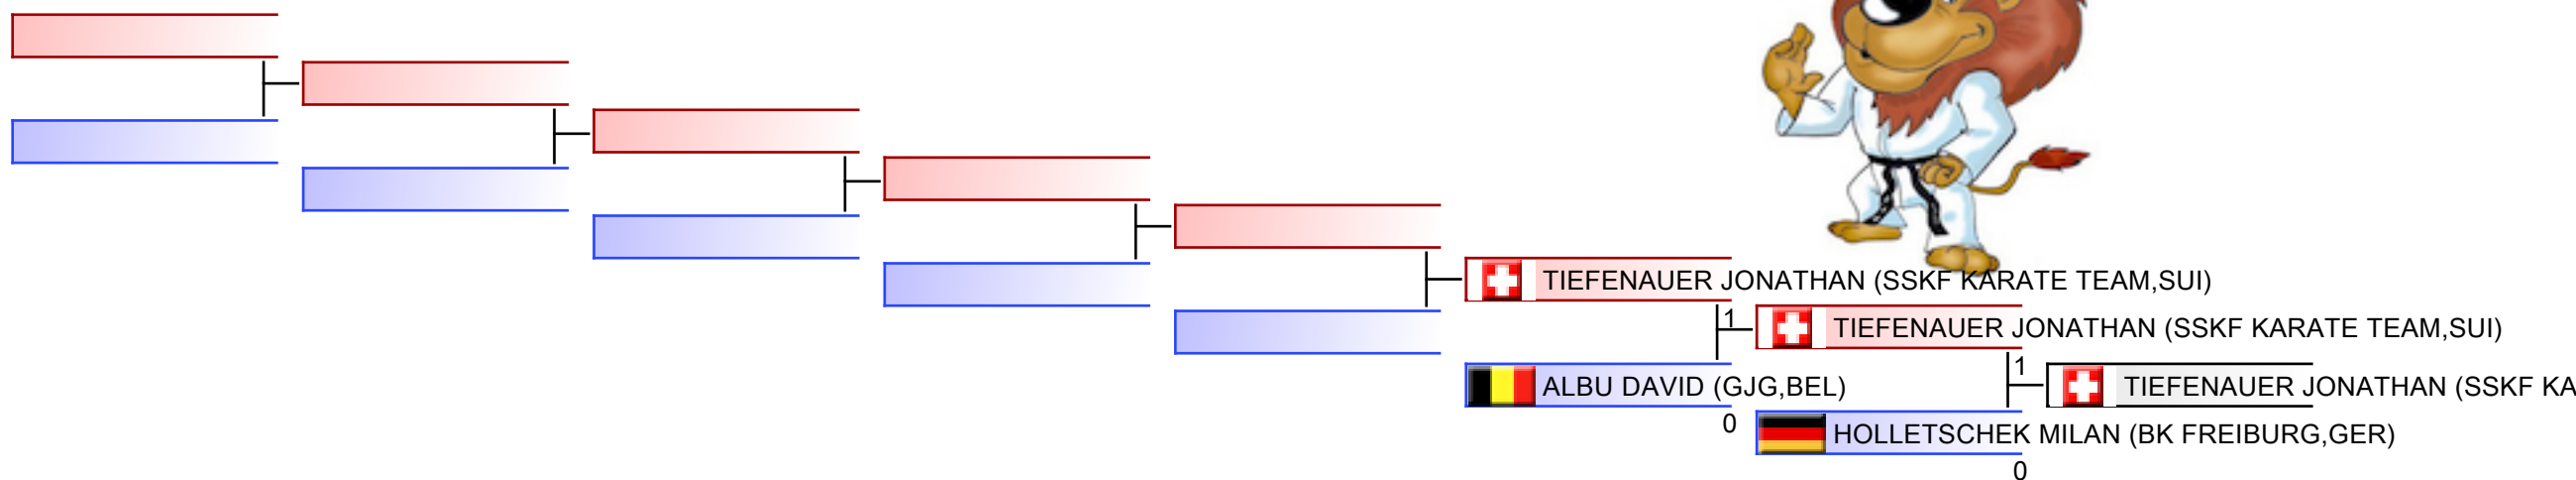 TIEFENAUER JONATHAN (SSKF KARATE TEAM,SUI)
1
TIEFENAUER JONATHAN (SSKF KARATE TEAM,SUI)
ALBU DAVID (GJG,BEL)
0
1
TIEFENAUER JONATHAN (SSKF KA
HOLLETSCHEK MILAN (BK FREIBURG,GER)
0